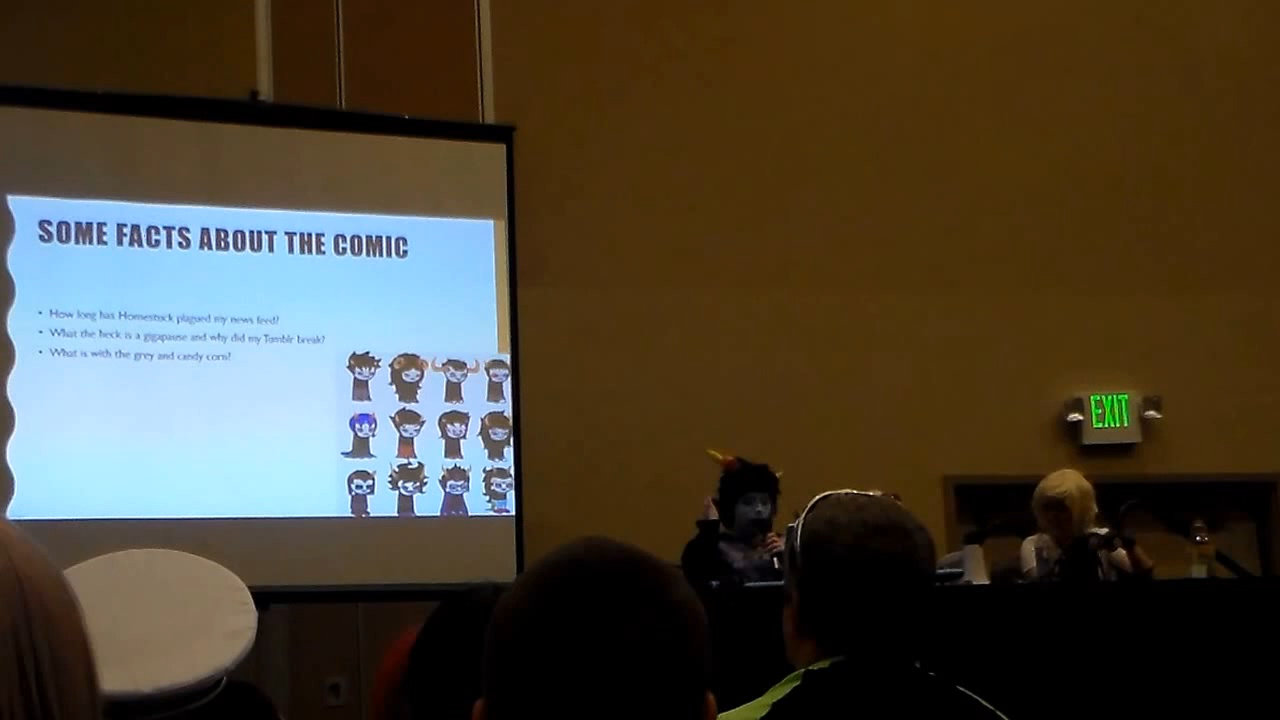 SOME FACTS ABOUT THE COMIC
• How long has Homestuck plagued my news feed?
• What the heck is a gigapause and why did my Tumblr break?
• What is with the grey and candy corn?
EXIT